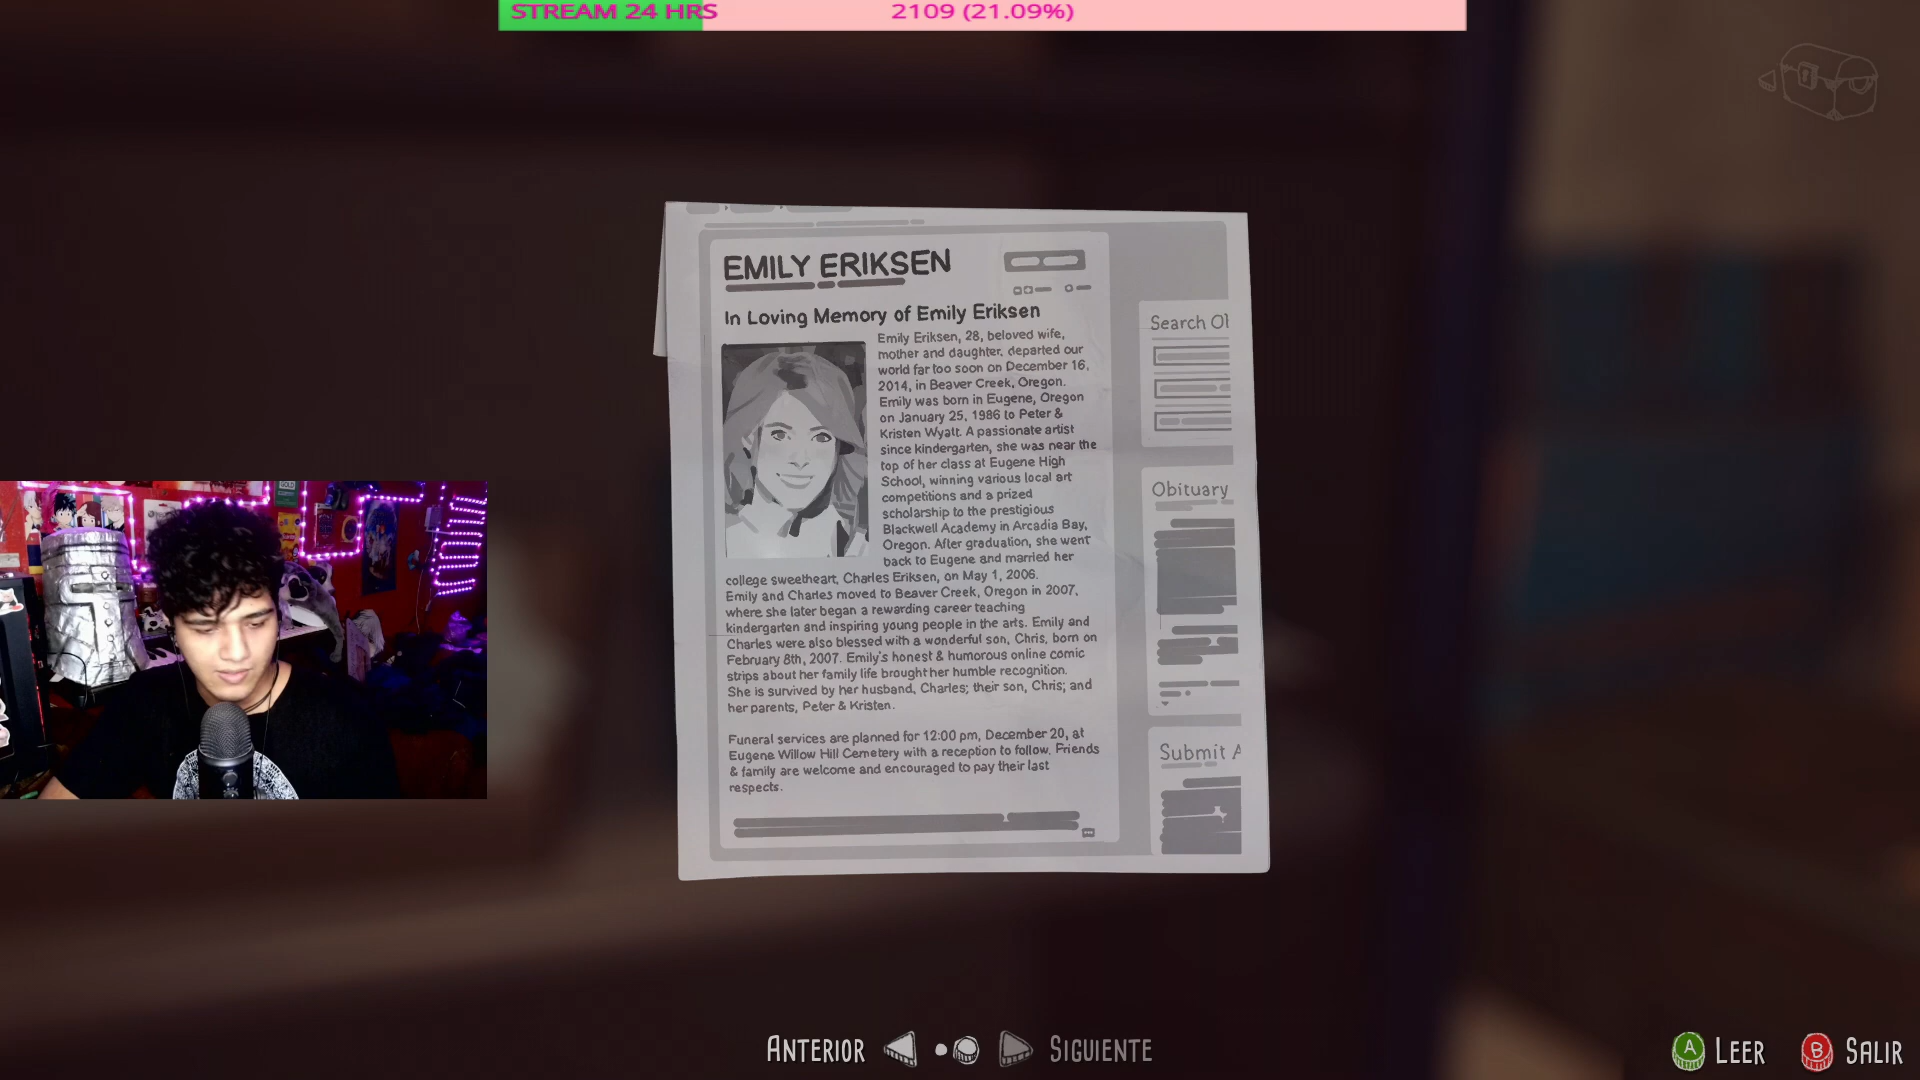 STREAM 24 HRS
2109 (21.09%)
EMILY ERIKSEN
In Loving Memory of Emily Eriksen
Emily Eriksen, 28, beloved wife,
mother and daughter, departed our
world far too soon on December 16,
2014, in Beaver Creek, Oregon.
Emily was born in Eugene, Oregon
on January 25, 1986 to Peter &
Kristen Wyatt. A passionate artist
since kindergarten, she was near the
top of her class at Eugene High
School, winning various local art
competitions and a prized
scholarship to the prestigious
Blackwell Academy in Arcadia Bay,
Oregon. After graduation, she went
back to Eugene and married her
college sweetheart, Charles Eriksen, on May 1, 2006.
Emily and Charles moved to Beaver Creek, Oregon in 2007,
where she later began a rewarding career teaching
kindergarten and inspiring young people in the arts. Emily and
Charles were also blessed with a wonderful son, Chris, born on
February 8th, 2007. Emily's honest & humorous online comic
strips about her family life brought her humble recognition.
She is survived by her husband, Charles; their son, Chris; and
her parents, Peter & Kristen.
Funeral services are planned for 12:00 pm, December 20, at
Eugene Willow Hill Cemetery with a reception to follow. Friends
& family are welcome and encouraged to pay their last
respects.
Search Ol
Obituary
Submit A
ANTERIOR
SIGUIENTE
A LEER
B SALIR